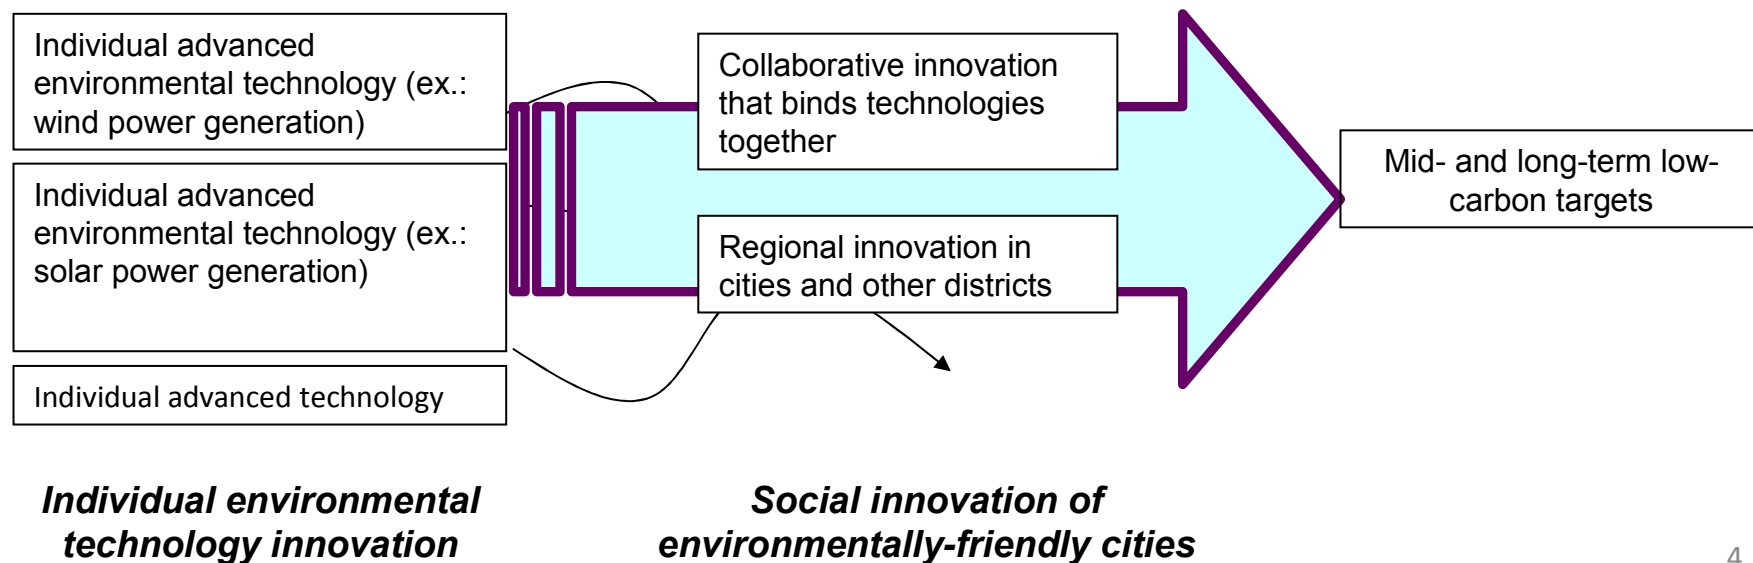 Individual advanced
environmental technology (ex.:
wind power generation)
Individual advanced
environmental technology (ex.:
solar power generation)
Individual advanced technology
Collaborative innovation
that binds technologies
together
Regional innovation in
cities and other districts
Mid- and long-term low-
carbon targets
Individual environmental
technology innovation
Social innovation of
environmentally-friendly cities
4